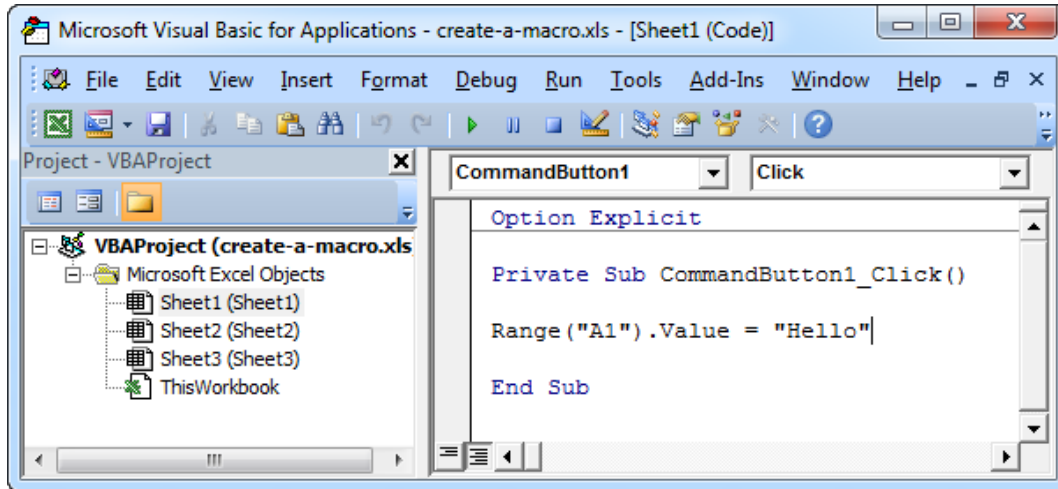 Microsoft Visual Basic for Applications - create-a-macro.xls - [Sheet1 (Code)]
File Edit View Insert Format Debug Run Tools Add-Ins Window Help
Project - VBAProject
CommandButton1 Click
VBAProject (create-a-macro.xls
Microsoft Excel Objects
Sheet1 (Sheet1)
Sheet2 (Sheet2)
Sheet3 (Sheet3)
ThisWorkbook
Option Explicit
Private Sub CommandButton1_Click()
Range("A1").Value = "Hello"
End Sub